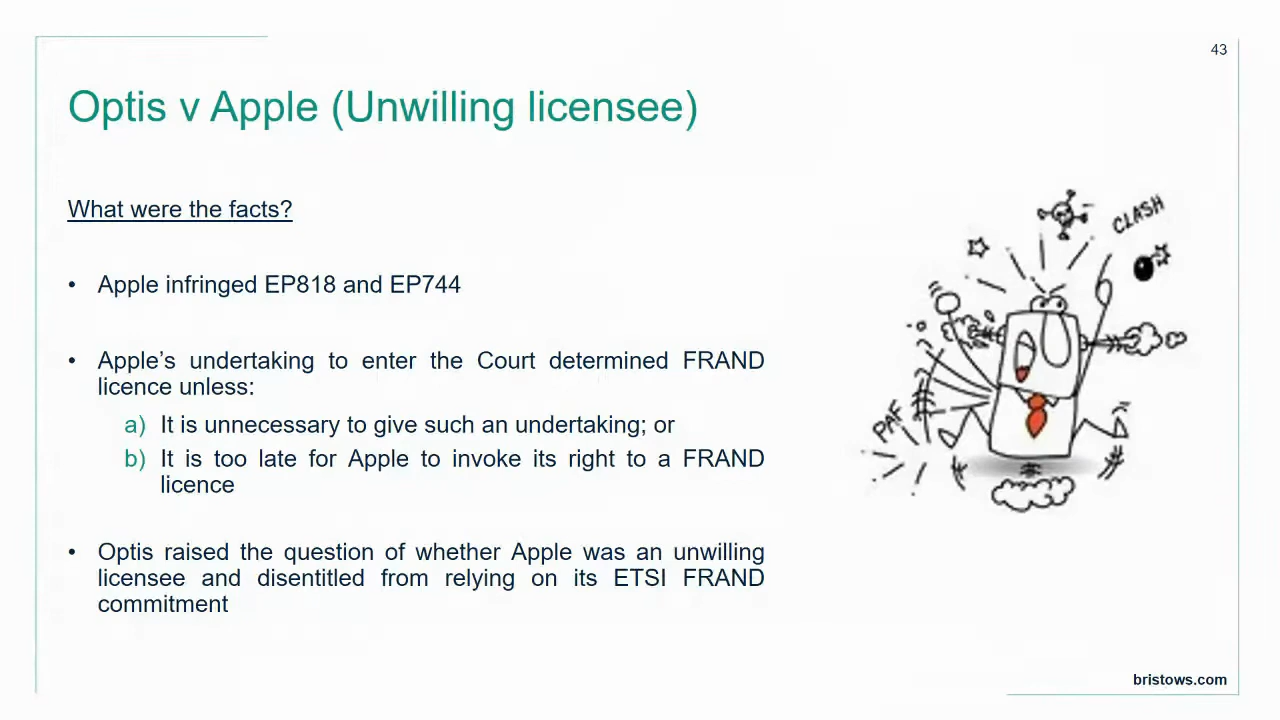 43
Optis v Apple (Unwilling licensee)
What were the facts?
• Apple infringed EP818 and EP744
• Apple's undertaking to enter the Court determined FRAND
licence unless:
a) It is unnecessary to give such an undertaking; or
b) It is too late for Apple to invoke its right to a FRAND
licence
• Optis raised the question of whether Apple was an unwilling
licensee and disentitled from relying on its ETSI FRAND
commitment
CLASH
PAF
bristows.com